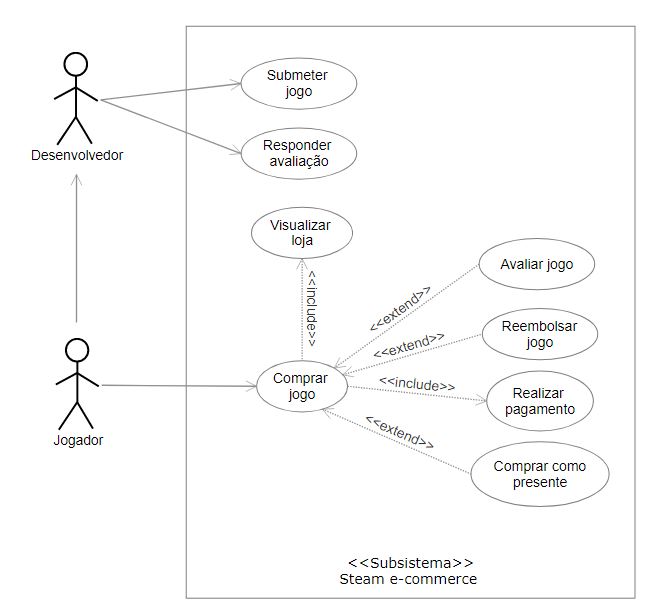 Submeter
jogo
Desenvolvedor
Responder
avaliação
Visualizar
loja
<<include>>
Avaliar jogo
<<extend>>
Reembolsar
jogo
<<extend>>
Comprar
jogo
<<include>>
Realizar
pagamento
Jogador
<<extend>>
Comprar como
presente
<<Subsistema>>
Steam e-commerce